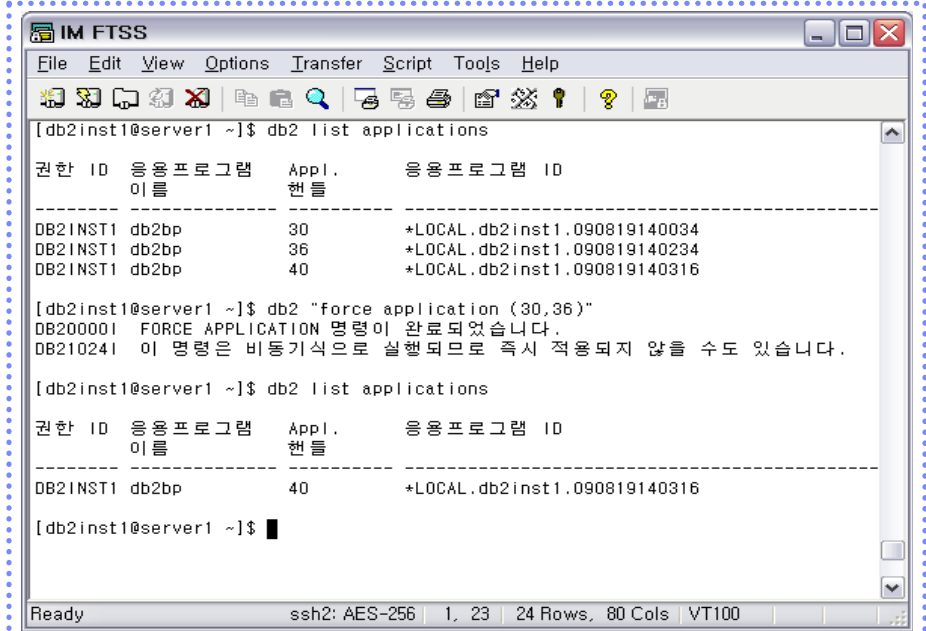 IM FTSS
File Edit View Options Transfer Script Tools Help
[db2inst1@server1 ~]$ db2 list applications
권한 ID 응용프로그램 Appl. 응용프로그램 ID
이름 핸들
-------- -------------- ---------- ----------------------------------------------
DB2INST1 db2bp 30 *LOCAL.db2inst1.090819140034
DB2INST1 db2bp 36 *LOCAL.db2inst1.090819140234
DB2INST1 db2bp 40 *LOCAL.db2inst1.090819140316
[db2inst1@server1 ~]$ db2 "force application (30,36)"
DB20000I FORCE APPLICATION 명령이 완료되었습니다.
DB21024I 이 명령은 비동기식으로 실행되므로 즉시 적용되지 않을 수도 있습니다.
[db2inst1@server1 ~]$ db2 list applications
권한 ID 응용프로그램 Appl. 응용프로그램 ID
이름 핸들
-------- -------------- ---------- ----------------------------------------------
DB2INST1 db2bp 40 *LOCAL.db2inst1.090819140316
[db2inst1@server1 ~]$
Ready ssh2: AES-256 1, 23 24 Rows, 80 Cols VT100